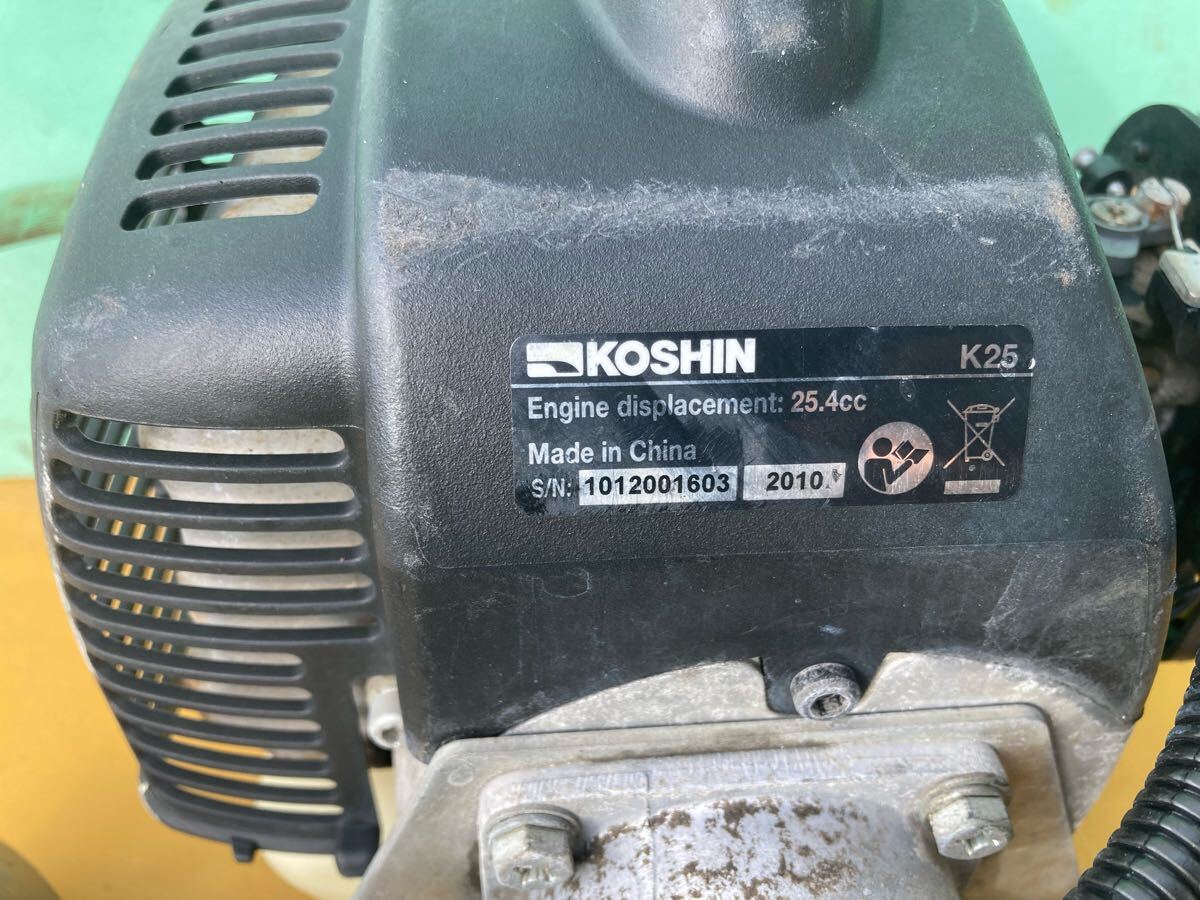 KOSHIN K25
Engine displacement: 25.4cc
Made in China
S/N: 1012001603 2010